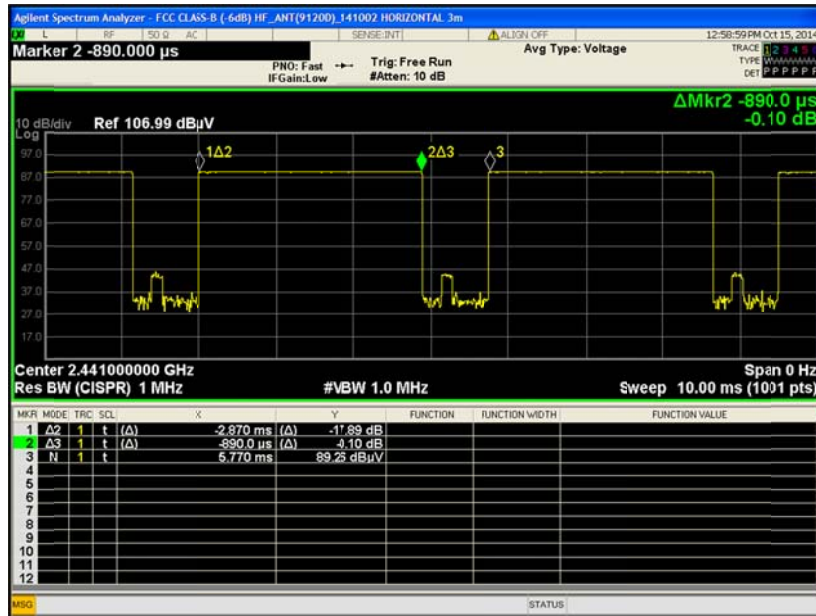 Agilent Spectrum Analyzer - FCC CLASS-B (-6dB) HF_ANT(9120D)_141002 HORIZONTAL 3m
L RF 50 Ω AC SENSE:INT ALIGN OFF 12:58:59 PM Oct 15, 2014
Marker 2 -890.000 µs
PNO: Fast
IFGain:Low
Trig: Free Run
#Atten: 10 dB
Avg Type: Voltage
TRACE 1 2 3 4 5
TYPE
DET P P P P P P
ΔMkr2 -890.0 µs
-0.10 dB
10 dB/div Ref 106.99 dBµV
Log
97.0
87.0
77.0
67.0
57.0
47.0
37.0
27.0
17.0
1Δ2
2Δ3
3
Center 2.441000000 GHz Span 0 Hz
Res BW (CISPR) 1 MHz #VBW 1.0 MHz Sweep 10.00 ms (1001 pts)
MKR MODE TRC SCL X Y FUNCTION FUNCTION WIDTH FUNCTION VALUE
1 Δ2 1 t (Δ) -2.870 ms (Δ) -17.89 dB
2 Δ3 1 t (Δ) -890.0 µs (Δ) -0.10 dB
3 N 1 t 5.770 ms 89.26 dBµV
4
5
6
7
8
9
10
11
12
MSG STATUS